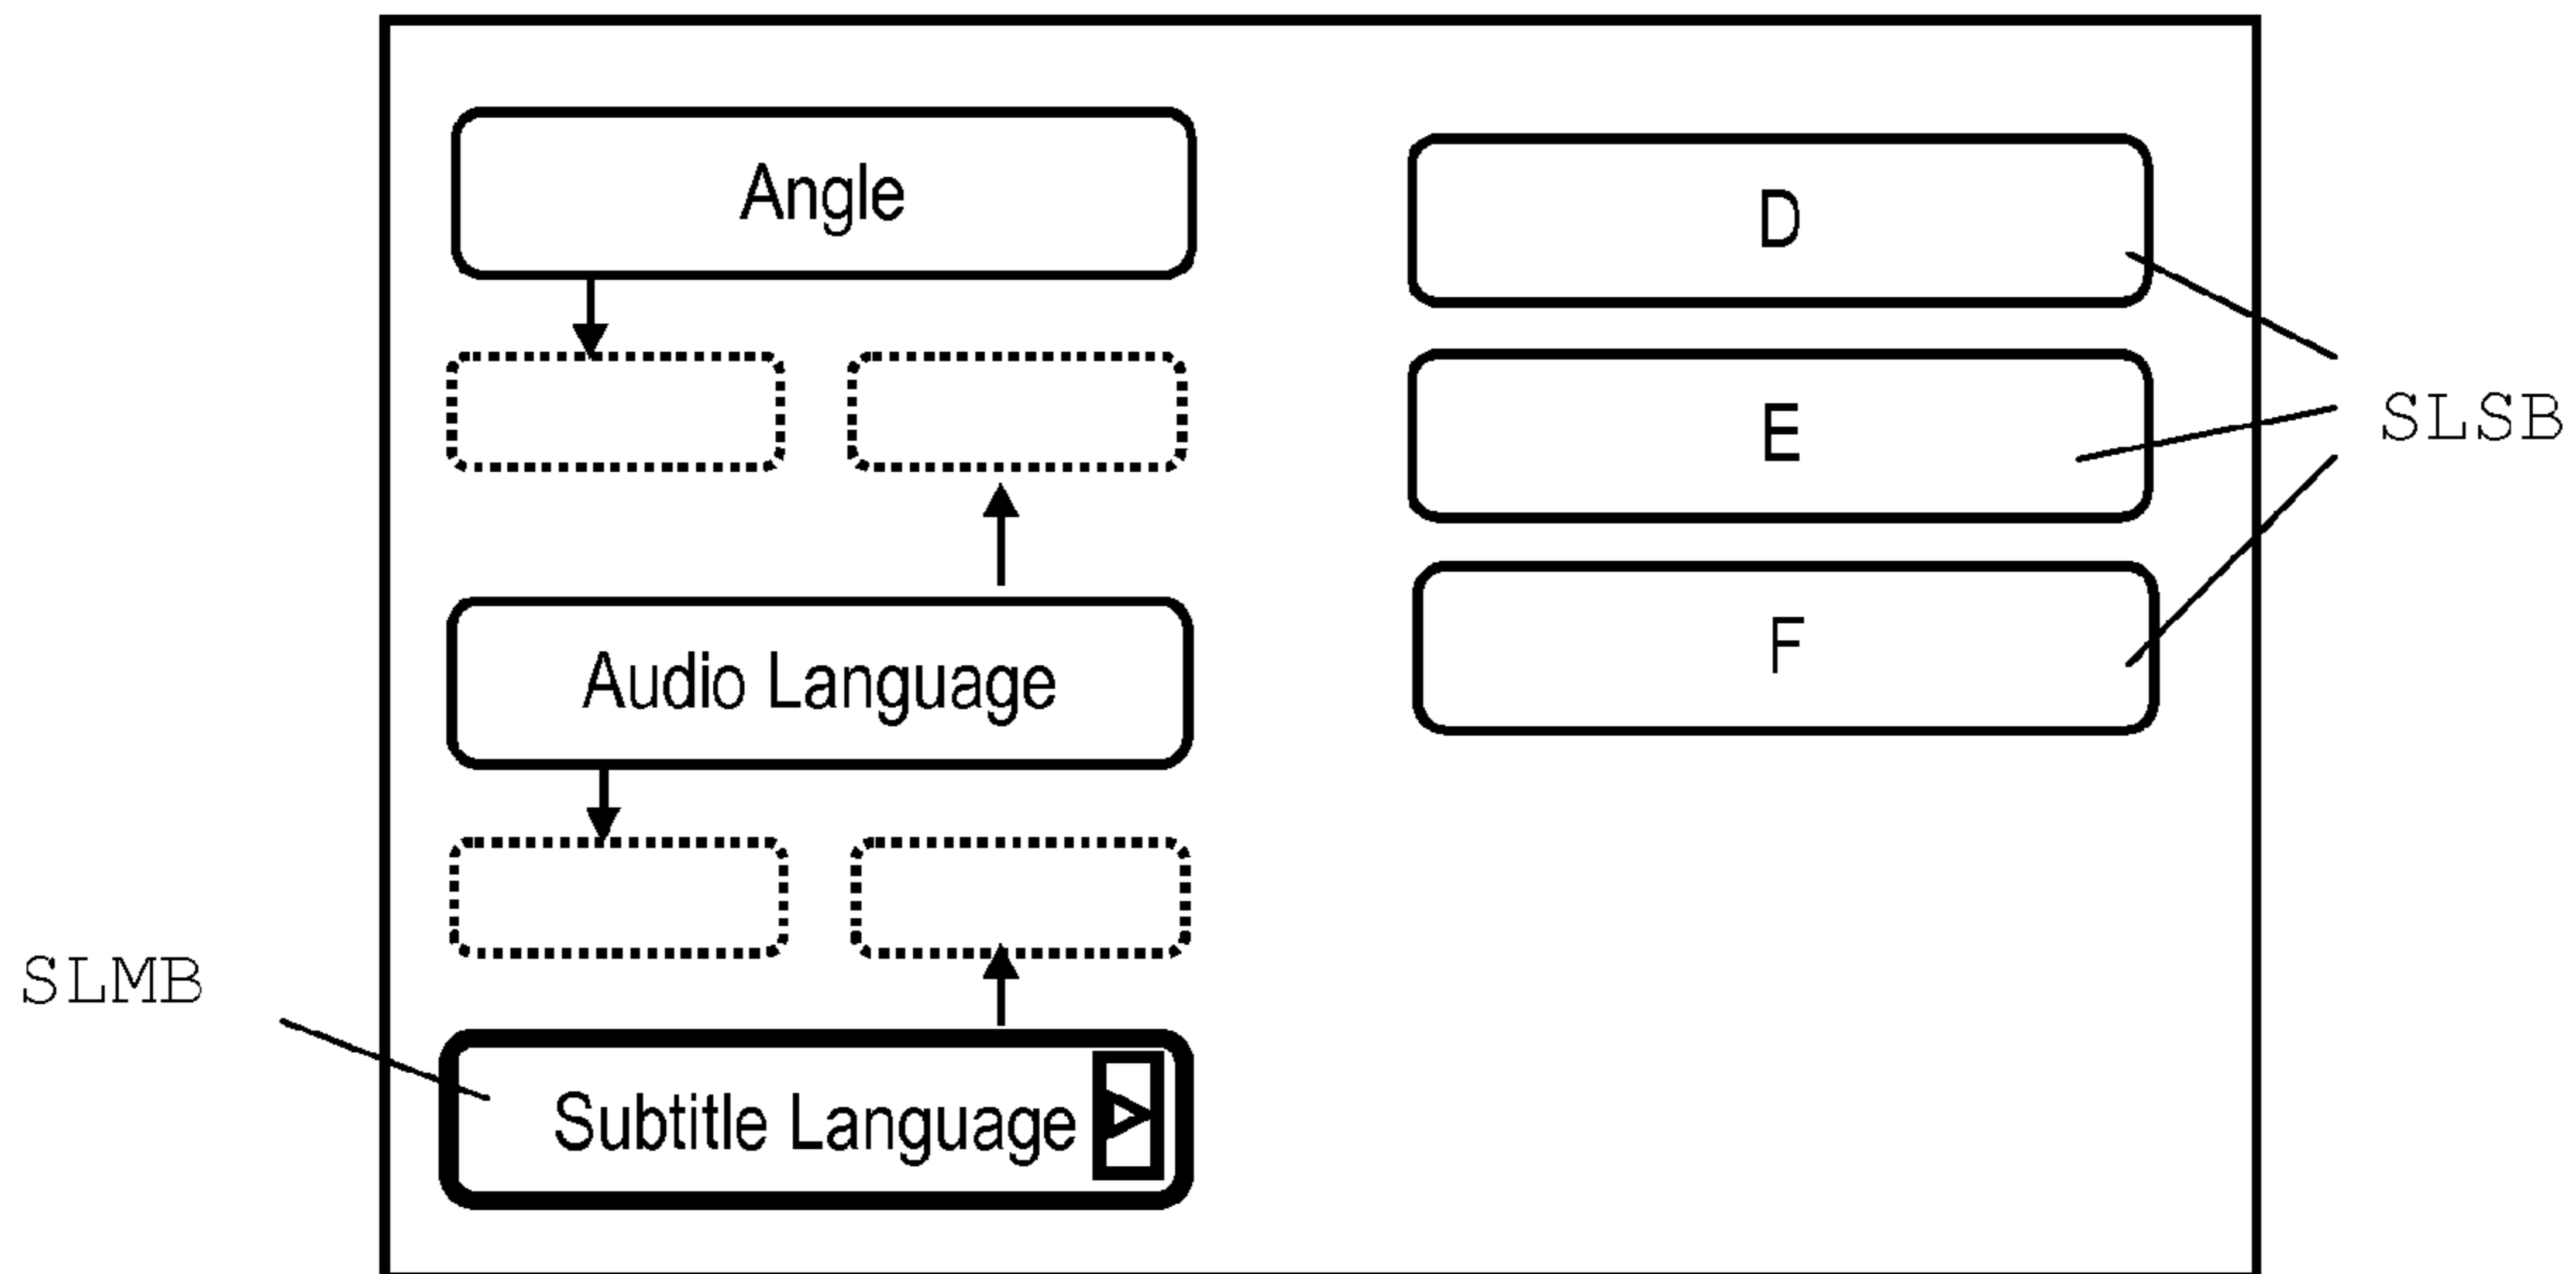 Angle
D
E
SLSB
Audio Language
F
SLMB
Subtitle Language